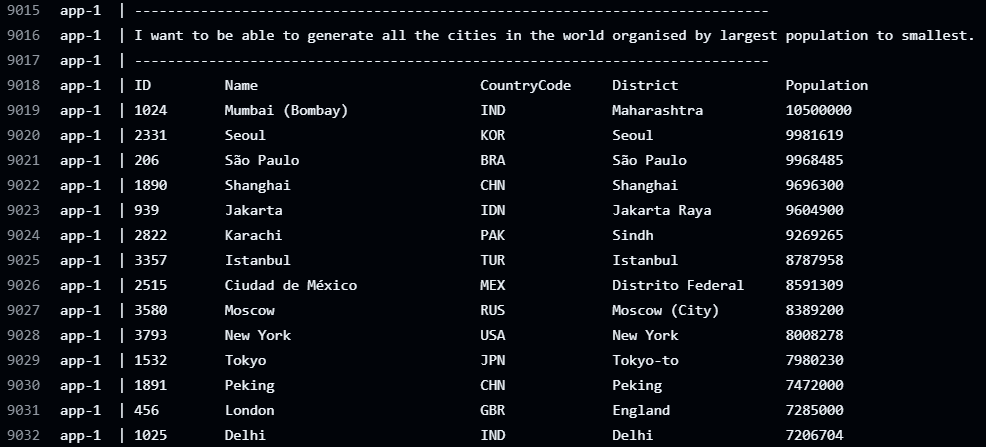 9015 app-1 | -----------------------------------------------------------------------------
9016 app-1 | I want to be able to generate all the cities in the world organised by largest population to smallest.
9017 app-1 | -----------------------------------------------------------------------------
9018 app-1 | ID Name CountryCode District Population
9019 app-1 | 1024 Mumbai (Bombay) IND Maharashtra 10500000
9020 app-1 | 2331 Seoul KOR Seoul 9981619
9021 app-1 | 206 São Paulo BRA São Paulo 9968485
9022 app-1 | 1890 Shanghai CHN Shanghai 9696300
9023 app-1 | 939 Jakarta IDN Jakarta Raya 9604900
9024 app-1 | 2822 Karachi PAK Sindh 9269265
9025 app-1 | 3357 Istanbul TUR Istanbul 8787958
9026 app-1 | 2515 Ciudad de México MEX Distrito Federal 8591309
9027 app-1 | 3580 Moscow RUS Moscow (City) 8389200
9028 app-1 | 3793 New York USA New York 8008278
9029 app-1 | 1532 Tokyo JPN Tokyo-to 7980230
9030 app-1 | 1891 Peking CHN Peking 7472000
9031 app-1 | 456 London GBR England 7285000
9032 app-1 | 1025 Delhi IND Delhi 7206704